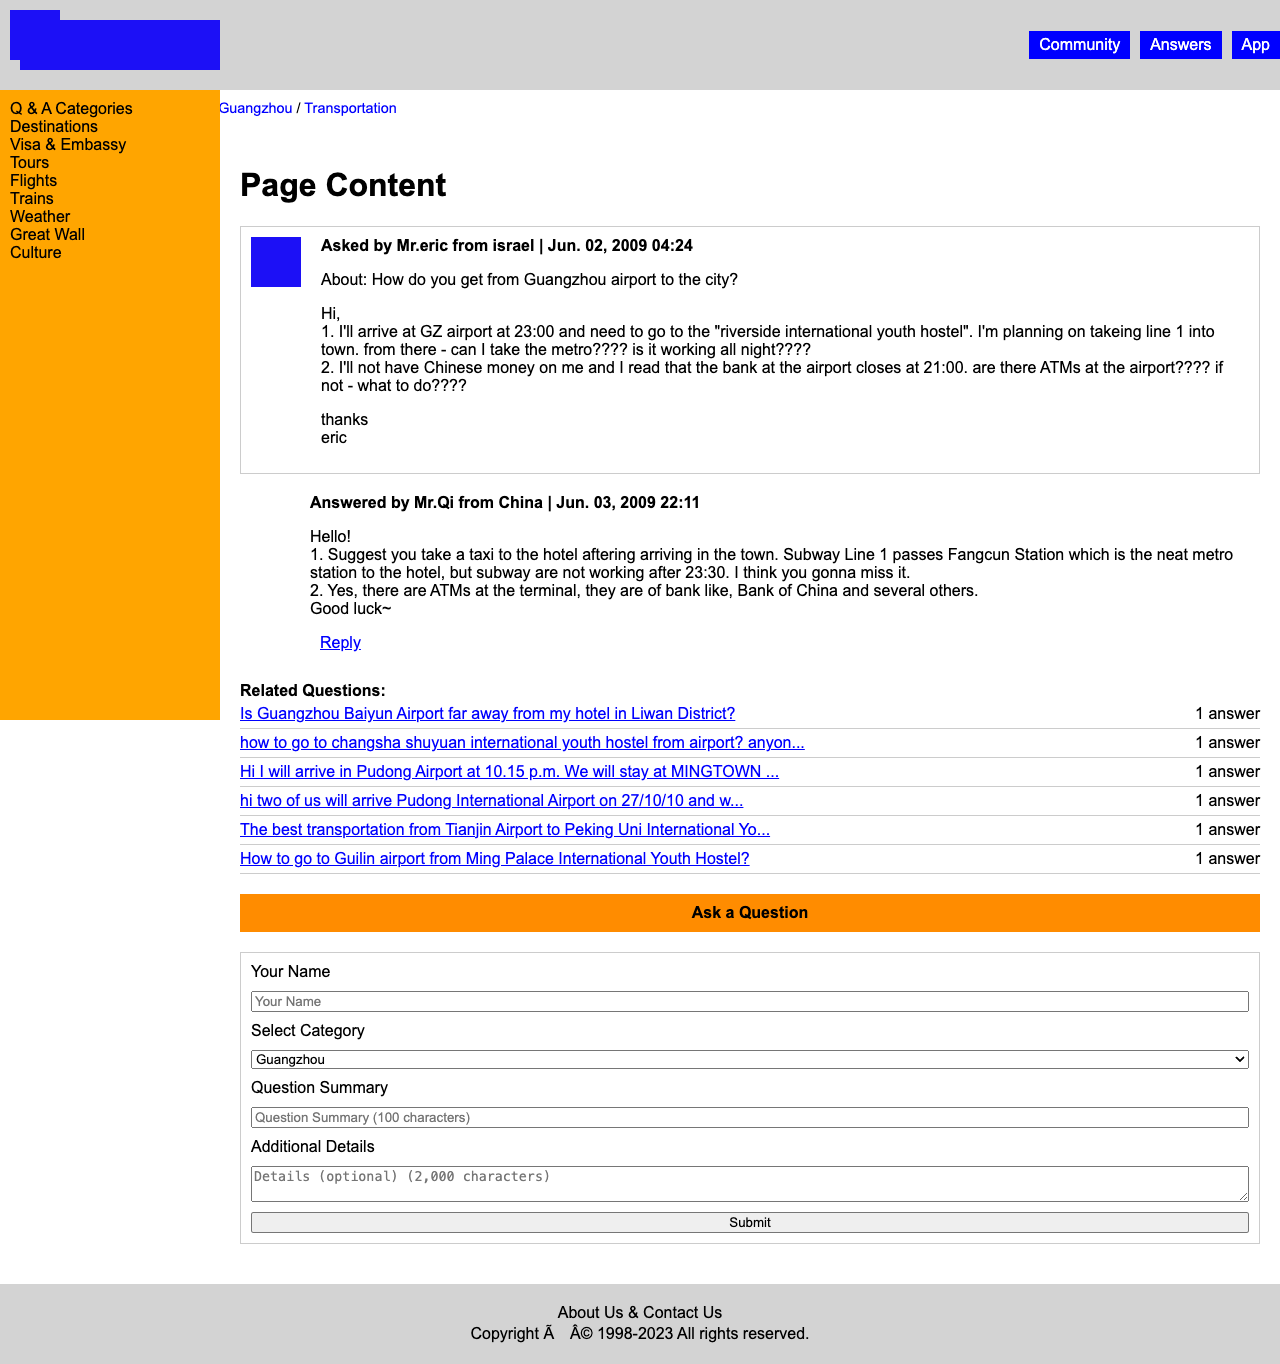 Community Answers App
Guangzhou / Transportation
Q & A Categories
Destinations
Visa & Embassy
Tours
Flights
Trains
Weather
Great Wall
Culture
Page Content
Asked by Mr.eric from israel | Jun. 02, 2009 04:24
About: How do you get from Guangzhou airport to the city?
Hi,
1. I'll arrive at GZ airport at 23:00 and need to go to the "riverside international youth hostel". I'm planning on takeing line 1 into
town. from there - can I take the metro???? is it working all night????
2. I'll not have Chinese money on me and I read that the bank at the airport closes at 21:00. are there ATMs at the airport???? if
not - what to do????
thanks
eric
Answered by Mr.Qi from China | Jun. 03, 2009 22:11
Hello!
1. Suggest you take a taxi to the hotel aftering arriving in the town. Subway Line 1 passes Fangcun Station which is the neat metro
station to the hotel, but subway are not working after 23:30. I think you gonna miss it.
2. Yes, there are ATMs at the terminal, they are of bank like, Bank of China and several others.
Good luck~
Reply
Related Questions:
Is Guangzhou Baiyun Airport far away from my hotel in Liwan District? 1 answer
how to go to changsha shuyuan international youth hostel from airport? anyon... 1 answer
Hi I will arrive in Pudong Airport at 10.15 p.m. We will stay at MINGTOWN ... 1 answer
hi two of us will arrive Pudong International Airport on 27/10/10 and w... 1 answer
The best transportation from Tianjin Airport to Peking Uni International Yo... 1 answer
How to go to Guilin airport from Ming Palace International Youth Hostel? 1 answer
Ask a Question
Your Name
Your Name
Select Category
Guangzhou
Question Summary
Question Summary (100 characters)
Additional Details
Details (optional) (2,000 characters)
Submit
About Us & Contact Us
Copyright Ã Â© 1998-2023 All rights reserved.